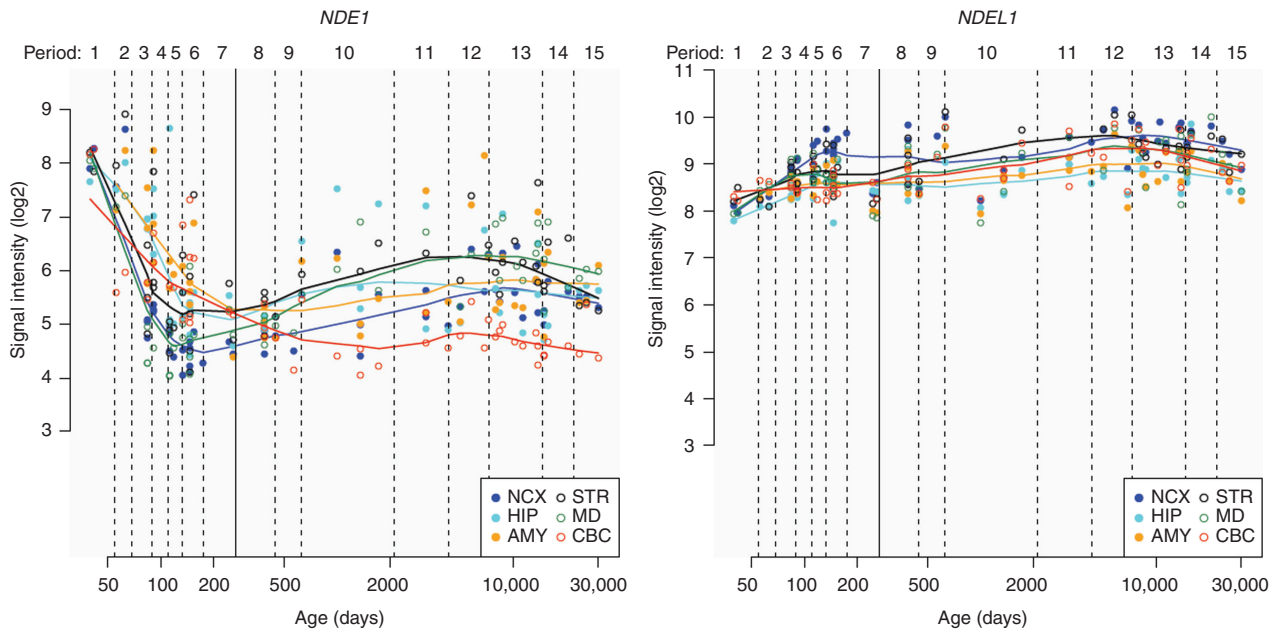 NDE1
Period: 1 2 3 4 5 6 7 8 9 10 11 12 13 14 15
9
8
7
6
5
4
3
Signal intensity (log2)
NCX STR
HIP MD
AMY CBC
50 100 200 500 2000 10,000 30,000
Age (days)
NDEL1
Period: 1 2 3 4 5 6 7 8 9 10 11 12 13 14 15
11
10
9
8
7
6
5
4
3
Signal intensity (log2)
NCX STR
HIP MD
AMY CBC
50 100 200 500 2000 10,000 30,000
Age (days)